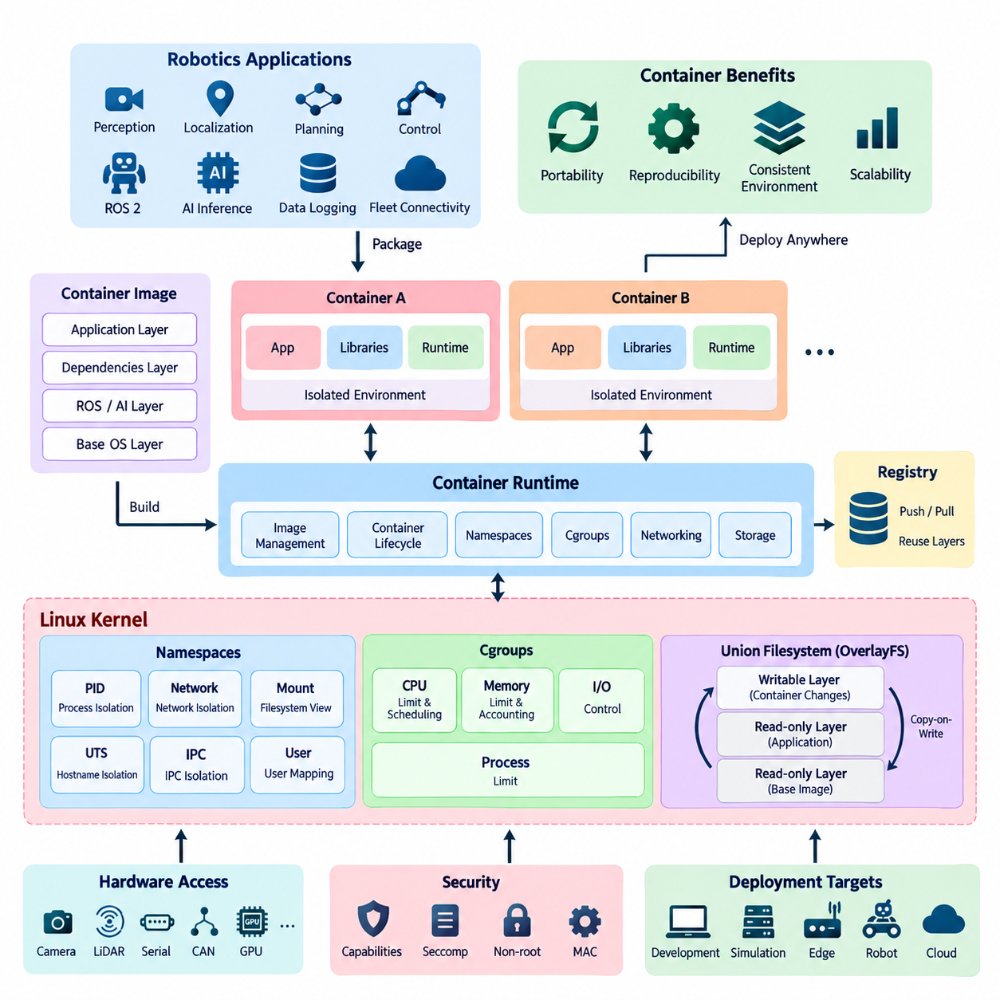 Robotics Applications
Perception
Localization
Planning
Control
ROS 2
AI
AI Inference
Data Logging
Fleet Connectivity
Container Benefits
Portability
Reproducibility
Consistent
Environment
Scalability
Package
Deploy Anywhere
Container Image
Application Layer
Dependencies Layer
ROS / AI Layer
Base OS Layer
Container A
App
Libraries
Runtime
Isolated Environment
Container B
App
Libraries
Runtime
Isolated Environment
...
Build
Container Runtime
Image
Management
Container
Lifecycle
Namespaces
Cgroups
Networking
Storage
Registry
Push / Pull
Reuse Layers
Linux Kernel
Namespaces
PID
Process Isolation
Network
Network Isolation
Mount
Filesystem View
UTS
Hostname Isolation
IPC
IPC Isolation
User
User Mapping
Cgroups
CPU
Limit &
Scheduling
Memory
Limit &
Accounting
I/O
Control
Process
Limit
Union Filesystem (OverlayFS)
Writable Layer
(Container Changes)
Read-only Layer
(Application)
Read-only Layer
(Base Image)
Copy-on-
Write
Hardware Access
Camera
LiDAR
Serial
CAN
GPU
GPU
...
Security
Capabilities
Seccomp
Non-root
MAC
Deployment Targets
Development
Simulation
Edge
Robot
Cloud